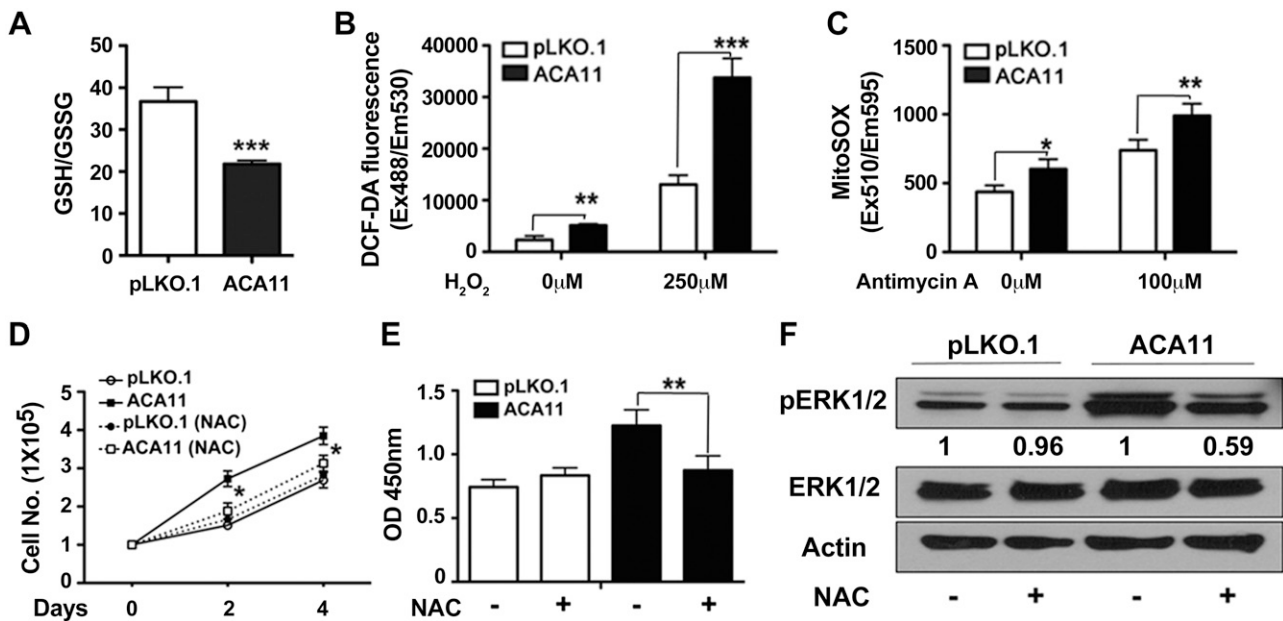 A
GSH/GSSG
50
40
30
20
10
0
***
pLKO.1 ACA11
B
DCF-DA fluorescence
(Ex488/Em530)
40000
30000
20000
10000
0
pLKO.1
ACA11
**
***
H₂O₂ 0μM 250μM
C
MitoSOX
(Ex510/Em595)
1500
1000
500
0
pLKO.1
ACA11
*
**
Antimycin A 0μM 100μM
D
pLKO.1
ACA11
pLKO.1 (NAC)
ACA11 (NAC)
Cell No. (1X10⁵)
5
4
3
2
1
0
*
*
Days 0 2 4
E
OD 450nm
1.5
1.0
0.5
0
pLKO.1
ACA11
**
NAC - + - +
F
pLKO.1 ACA11
pERK1/2
1 0.96 1 0.59
ERK1/2
Actin
NAC - + - +